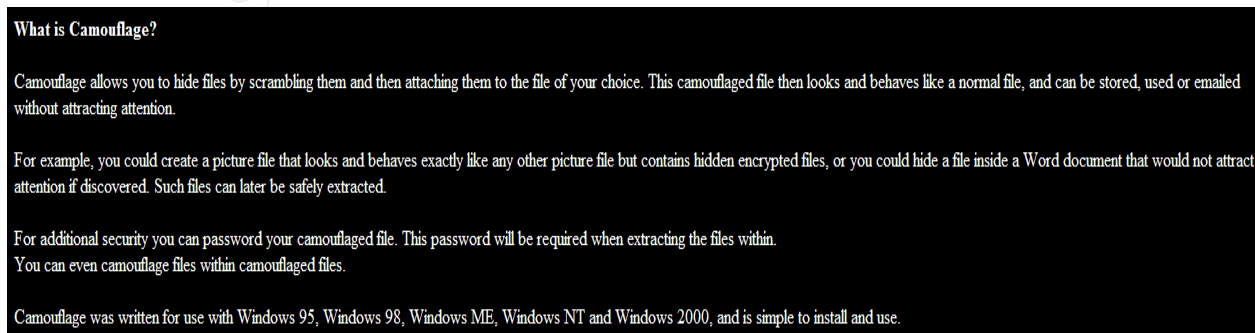 What is Camouflage?
Camouflage allows you to hide files by scrambling them and then attaching them to the file of your choice. This camouflaged file then looks and behaves like a normal file, and can be stored, used or emailed
without attracting attention.
For example, you could create a picture file that looks and behaves exactly like any other picture file but contains hidden encrypted files, or you could hide a file inside a Word document that would not attract
attention if discovered. Such files can later be safely extracted.
For additional security you can password your camouflaged file. This password will be required when extracting the files within.
You can even camouflage files within camouflaged files.
Camouflage was written for use with Windows 95, Windows 98, Windows ME, Windows NT and Windows 2000, and is simple to install and use.